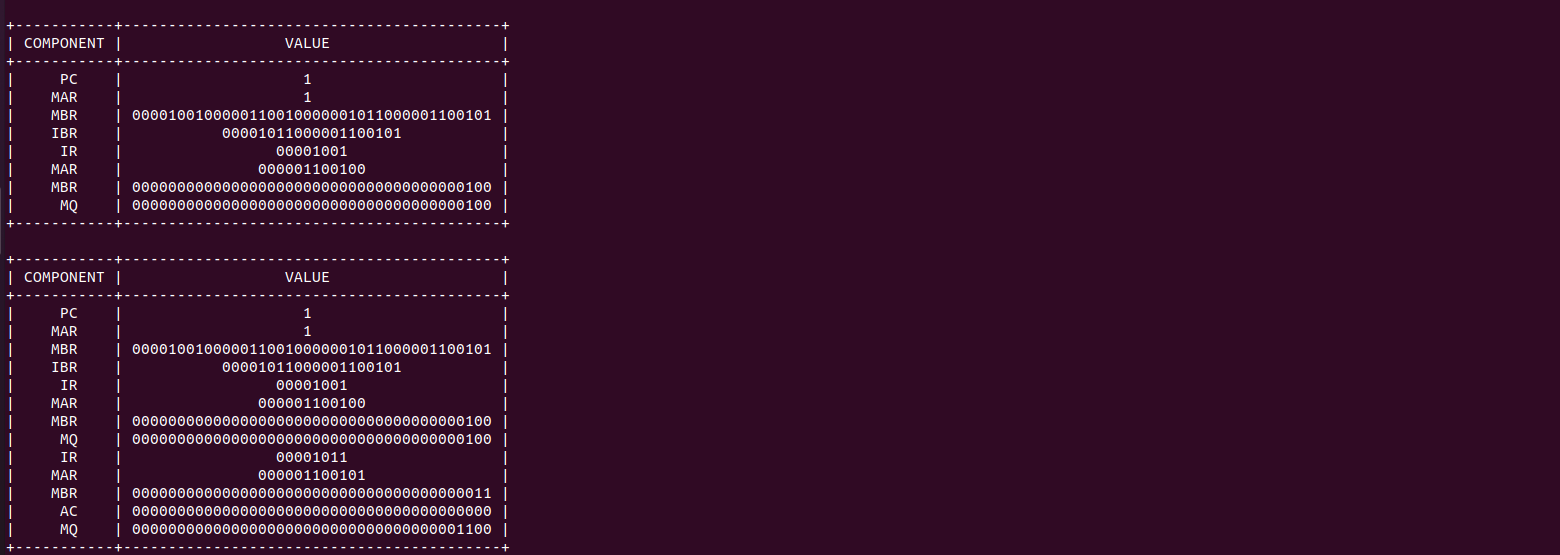 +-----------+------------------------------------------+
| COMPONENT |                  VALUE                   |
+-----------+------------------------------------------+
|     PC    |                    1                     |
|    MAR    |                    1                     |
|    MBR    | 0000100100000110010000001011000001100101 |
|    IBR    |           00001011000001100101           |
|     IR    |                 00001001                 |
|    MAR    |               000001100100               |
|    MBR    | 0000000000000000000000000000000000000100 |
|     MQ    | 0000000000000000000000000000000000000100 |
+-----------+------------------------------------------+
+-----------+------------------------------------------+
| COMPONENT |                  VALUE                   |
+-----------+------------------------------------------+
|     PC    |                    1                     |
|    MAR    |                    1                     |
|    MBR    | 0000100100000110010000001011000001100101 |
|    IBR    |           00001011000001100101           |
|     IR    |                 00001001                 |
|    MAR    |               000001100100               |
|    MBR    | 0000000000000000000000000000000000000100 |
|     MQ    | 0000000000000000000000000000000000000100 |
|     IR    |                 00001011                 |
|    MAR    |               000001100101               |
|    MBR    | 0000000000000000000000000000000000000011 |
|     AC    | 0000000000000000000000000000000000000000 |
|     MQ    | 0000000000000000000000000000000000001100 |
+-----------+------------------------------------------+